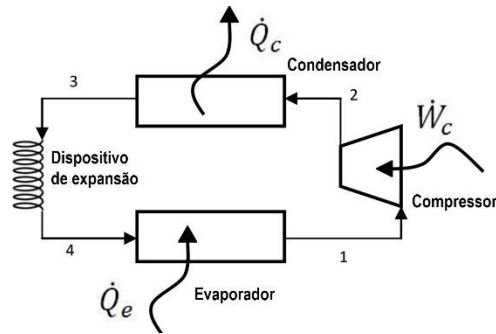 Q̇c
Condensador
3
2
Ẇc
Dispositivo
de expansão
Compressor
4
1
Q̇e
Evaporador